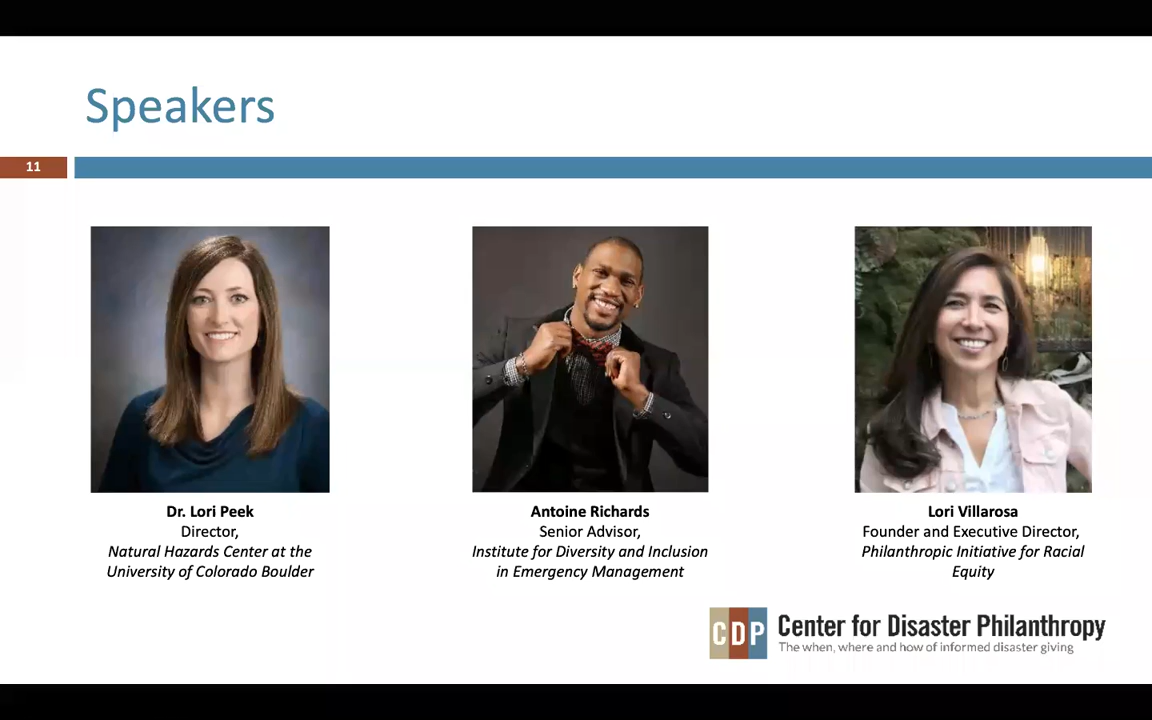 Speakers
11
Dr. Lori Peek
Director,
Natural Hazards Center at the
University of Colorado Boulder
Antoine Richards
Senior Advisor,
Institute for Diversity and Inclusion
in Emergency Management
Lori Villarosa
Founder and Executive Director,
Philanthropic Initiative for Racial
Equity
CDP Center for Disaster Philanthropy
The when, where and how of informed disaster giving